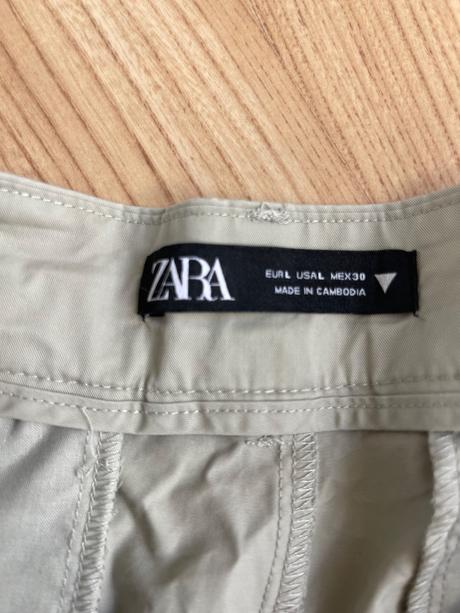 ZARA
EUR L USA L MEX 30
MADE IN CAMBODIA